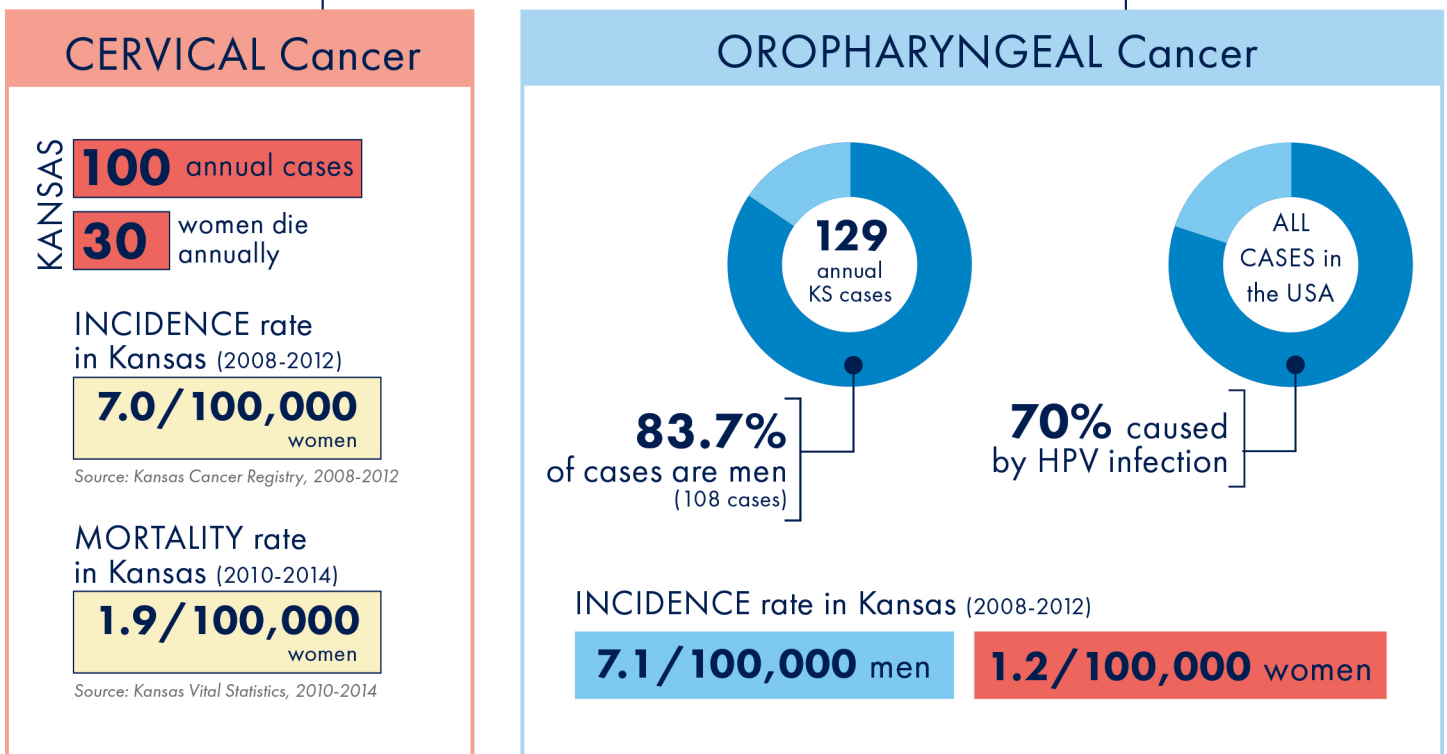 CERVICAL Cancer
KANSAS
100 annual cases
30 women die
annually
INCIDENCE rate
in Kansas (2008-2012)
7.0/100,000
women
Source: Kansas Cancer Registry, 2008-2012
MORTALITY rate
in Kansas (2010-2014)
1.9/100,000
women
Source: Kansas Vital Statistics, 2010-2014
OROPHARYNGEAL Cancer
129
annual
KS cases
83.7%
of cases are men
(108 cases)
ALL
CASES in
the USA
70% caused
by HPV infection
INCIDENCE rate in Kansas (2008-2012)
7.1/100,000 men
1.2/100,000 women